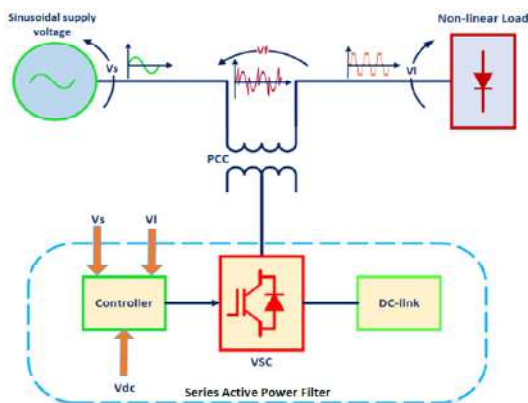 Sinusoidal supply
voltage
Non-linear Load
Vs
Vf
Vl
PCC
Vs
Vl
Controller
DC-link
VSC
Vdc
Series Active Power Filter